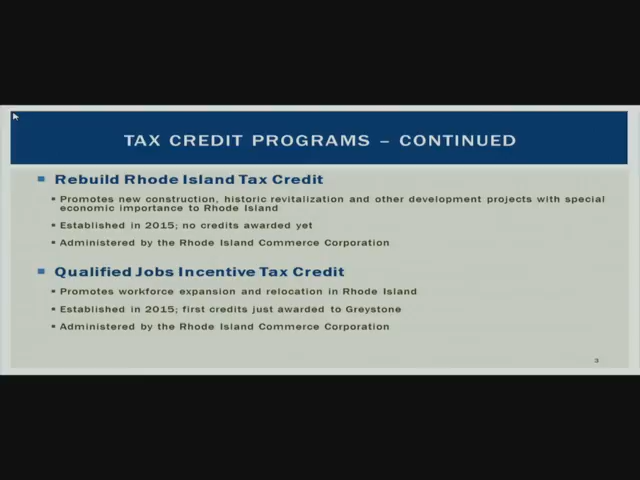 TAX CREDIT PROGRAMS – CONTINUED
Rebuild Rhode Island Tax Credit
Promotes new construction, historic revitalization and other development projects with special
economic importance to Rhode Island
Established in 2015; no credits awarded yet
Administered by the Rhode Island Commerce Corporation
Qualified Jobs Incentive Tax Credit
Promotes workforce expansion and relocation in Rhode Island
Established in 2015; first credits just awarded to Greystone
Administered by the Rhode Island Commerce Corporation
3